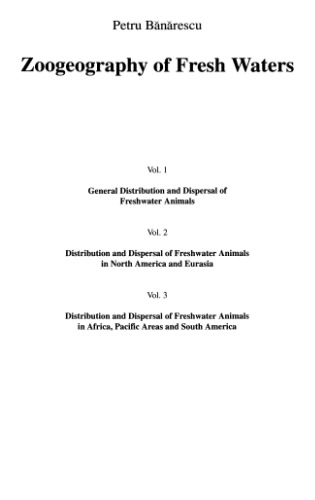 Petru Bănărescu
Zoogeography of Fresh Waters
Vol. 1
General Distribution and Dispersal of
Freshwater Animals
Vol. 2
Distribution and Dispersal of Freshwater Animals
in North America and Eurasia
Vol. 3
Distribution and Dispersal of Freshwater Animals
in Africa, Pacific Areas and South America